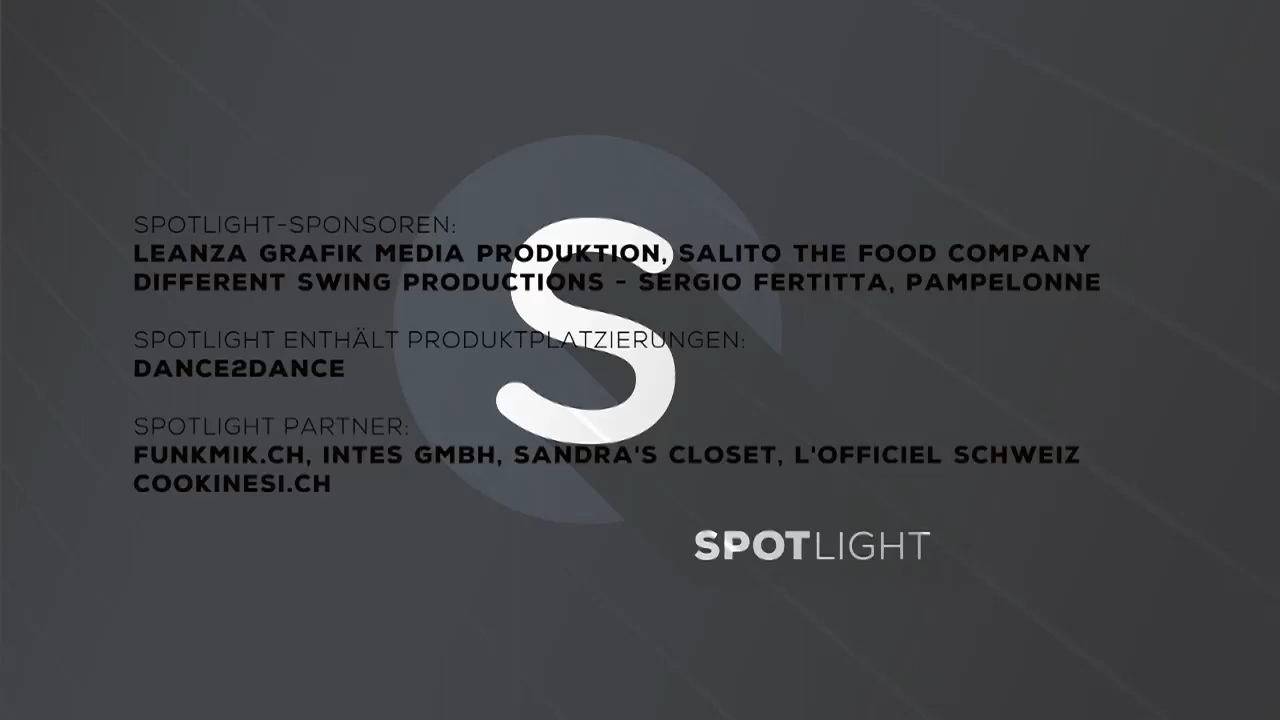 SPOTLIGHT-SPONSOREN:
LEANZA GRAFIK MEDIA PRODUKTION, SALITO THE FOOD COMPANY
DIFFERENT SWING PRODUCTIONS - SERGIO FERTITTA, PAMPELONNE
SPOTLIGHT ENTHÄLT PRODUKTPLATZIERUNGEN:
DANCE2DANCE
SPOTLIGHT PARTNER:
FUNKMIK.CH, INTES GMBH, SANDRA'S CLOSET, L'OFFICIEL SCHWEIZ
COOKINESI.CH
S
SPOTLIGHT